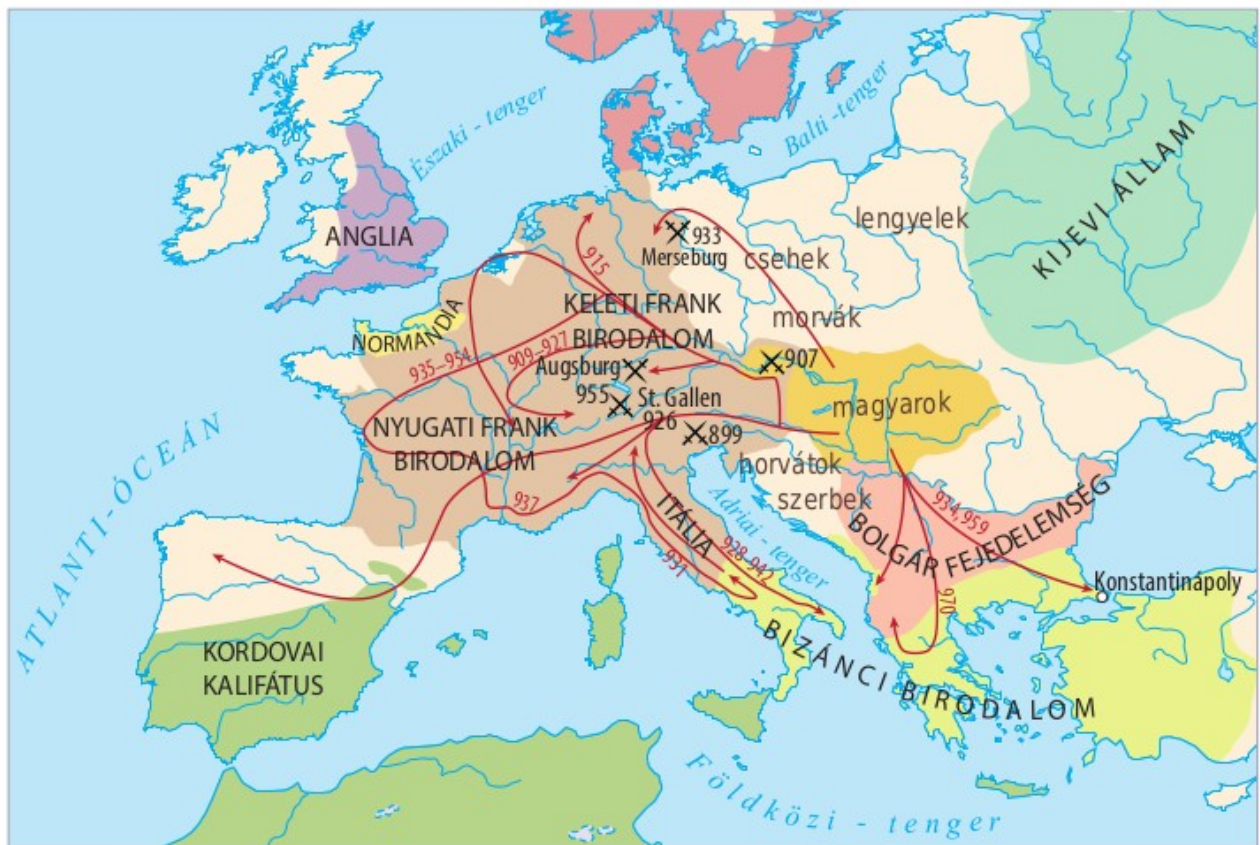 Északi - tenger
Balti - tenger
ANGLIA
lengyelek
KIJEVI ÁLLAM
933
Merseburg
csehek
915
KELETI FRANK
BIRODALOM
NORMANDIA
morvák
935–954
909–927
Augsburg
907
955
St. Gallen
926
magyarok
NYUGATI FRANK
BIRODALOM
899
horvátok
szerbek
ATLANTI-ÓCEÁN
937
ITÁLIA
Adriai - tenger
934, 959
BOLGÁR FEJEDELEMSÉG
928-942
931
970
Konstantinápoly
KORDOVAI
KALIFÁTUS
BIZÁNCI BIRODALOM
Földközi - tenger